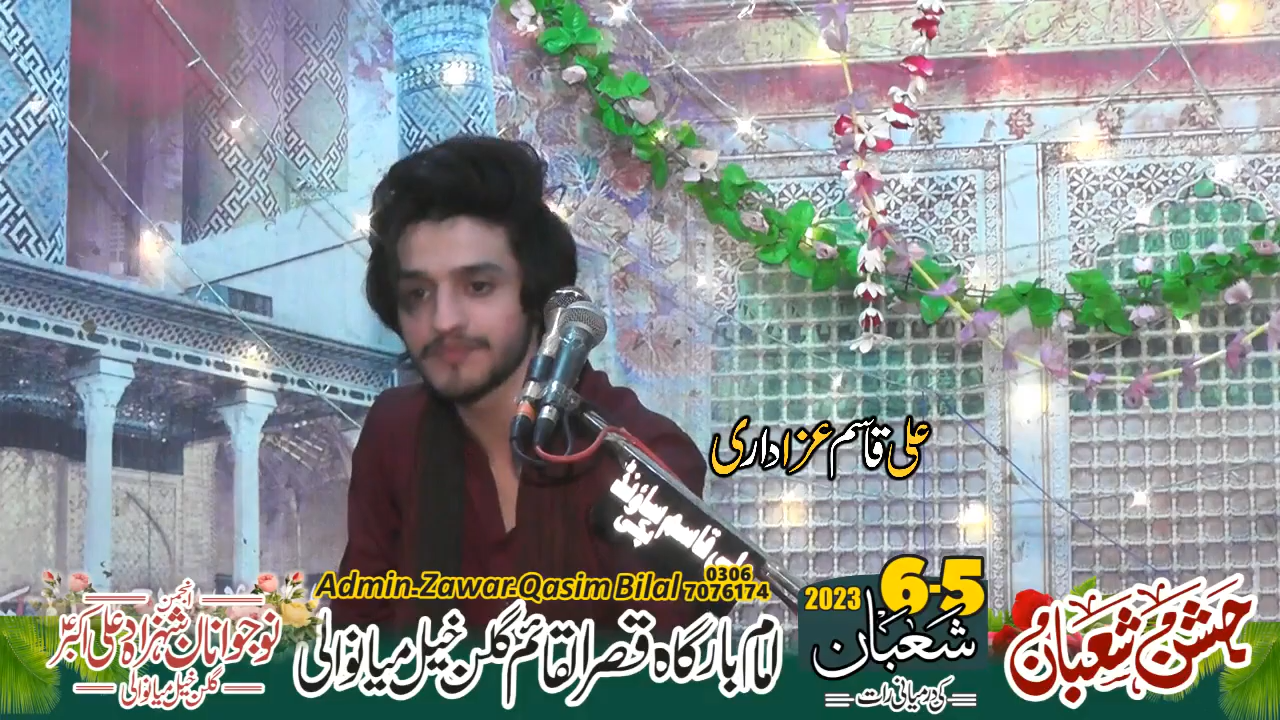 علی قاسم عزاداری
Admin-Zawar-Qasim Bilal 0306
7076174
جشنِ شعبان
2023 6-5
شعبان
کی درمیانی رات
امام بارگاہ قصر القائمؑ گلن خیل میانوالی
انجمن
نوجوانان شہزادہ علی اکبرؑ
گلن خیل میانوالی